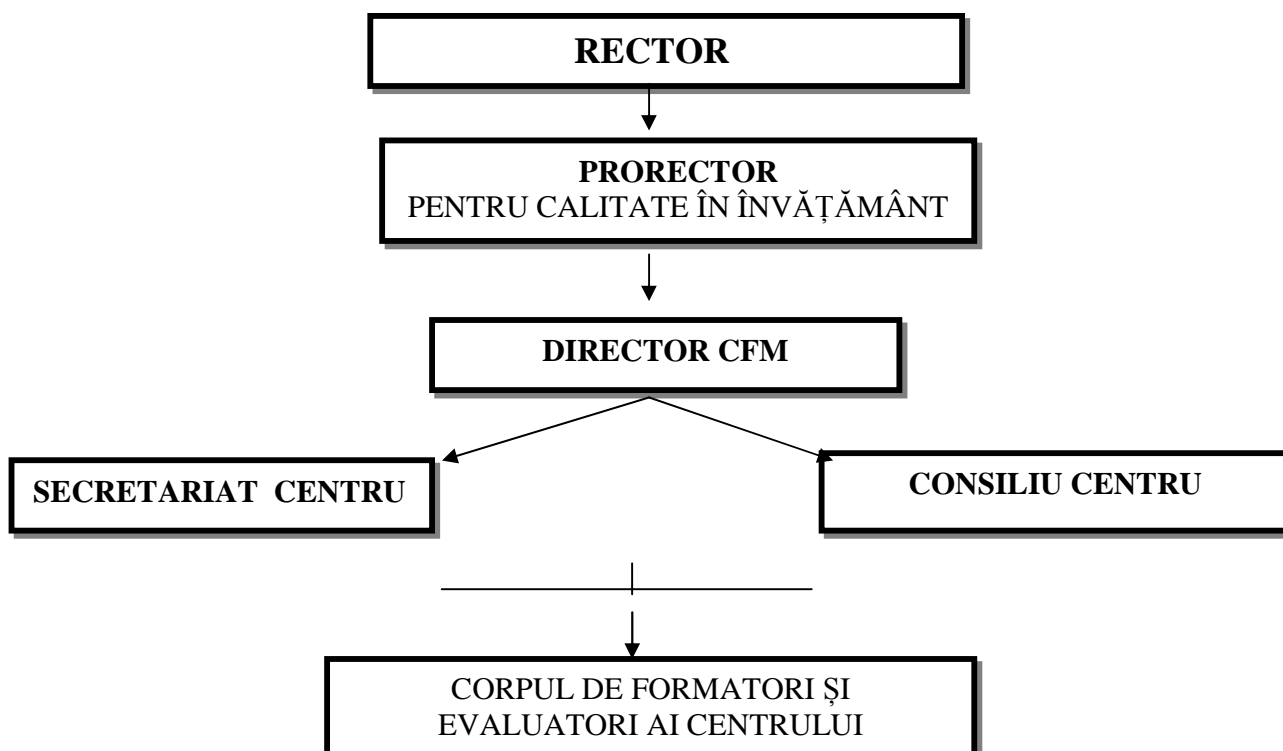 RECTOR
PRORECTOR
PENTRU CALITATE ÎN ÎNVĂȚĂMÂNT
DIRECTOR CFM
SECRETARIAT CENTRU
CONSILIU CENTRU
CORPUL DE FORMATORI ȘI
EVALUATORI AI CENTRULUI